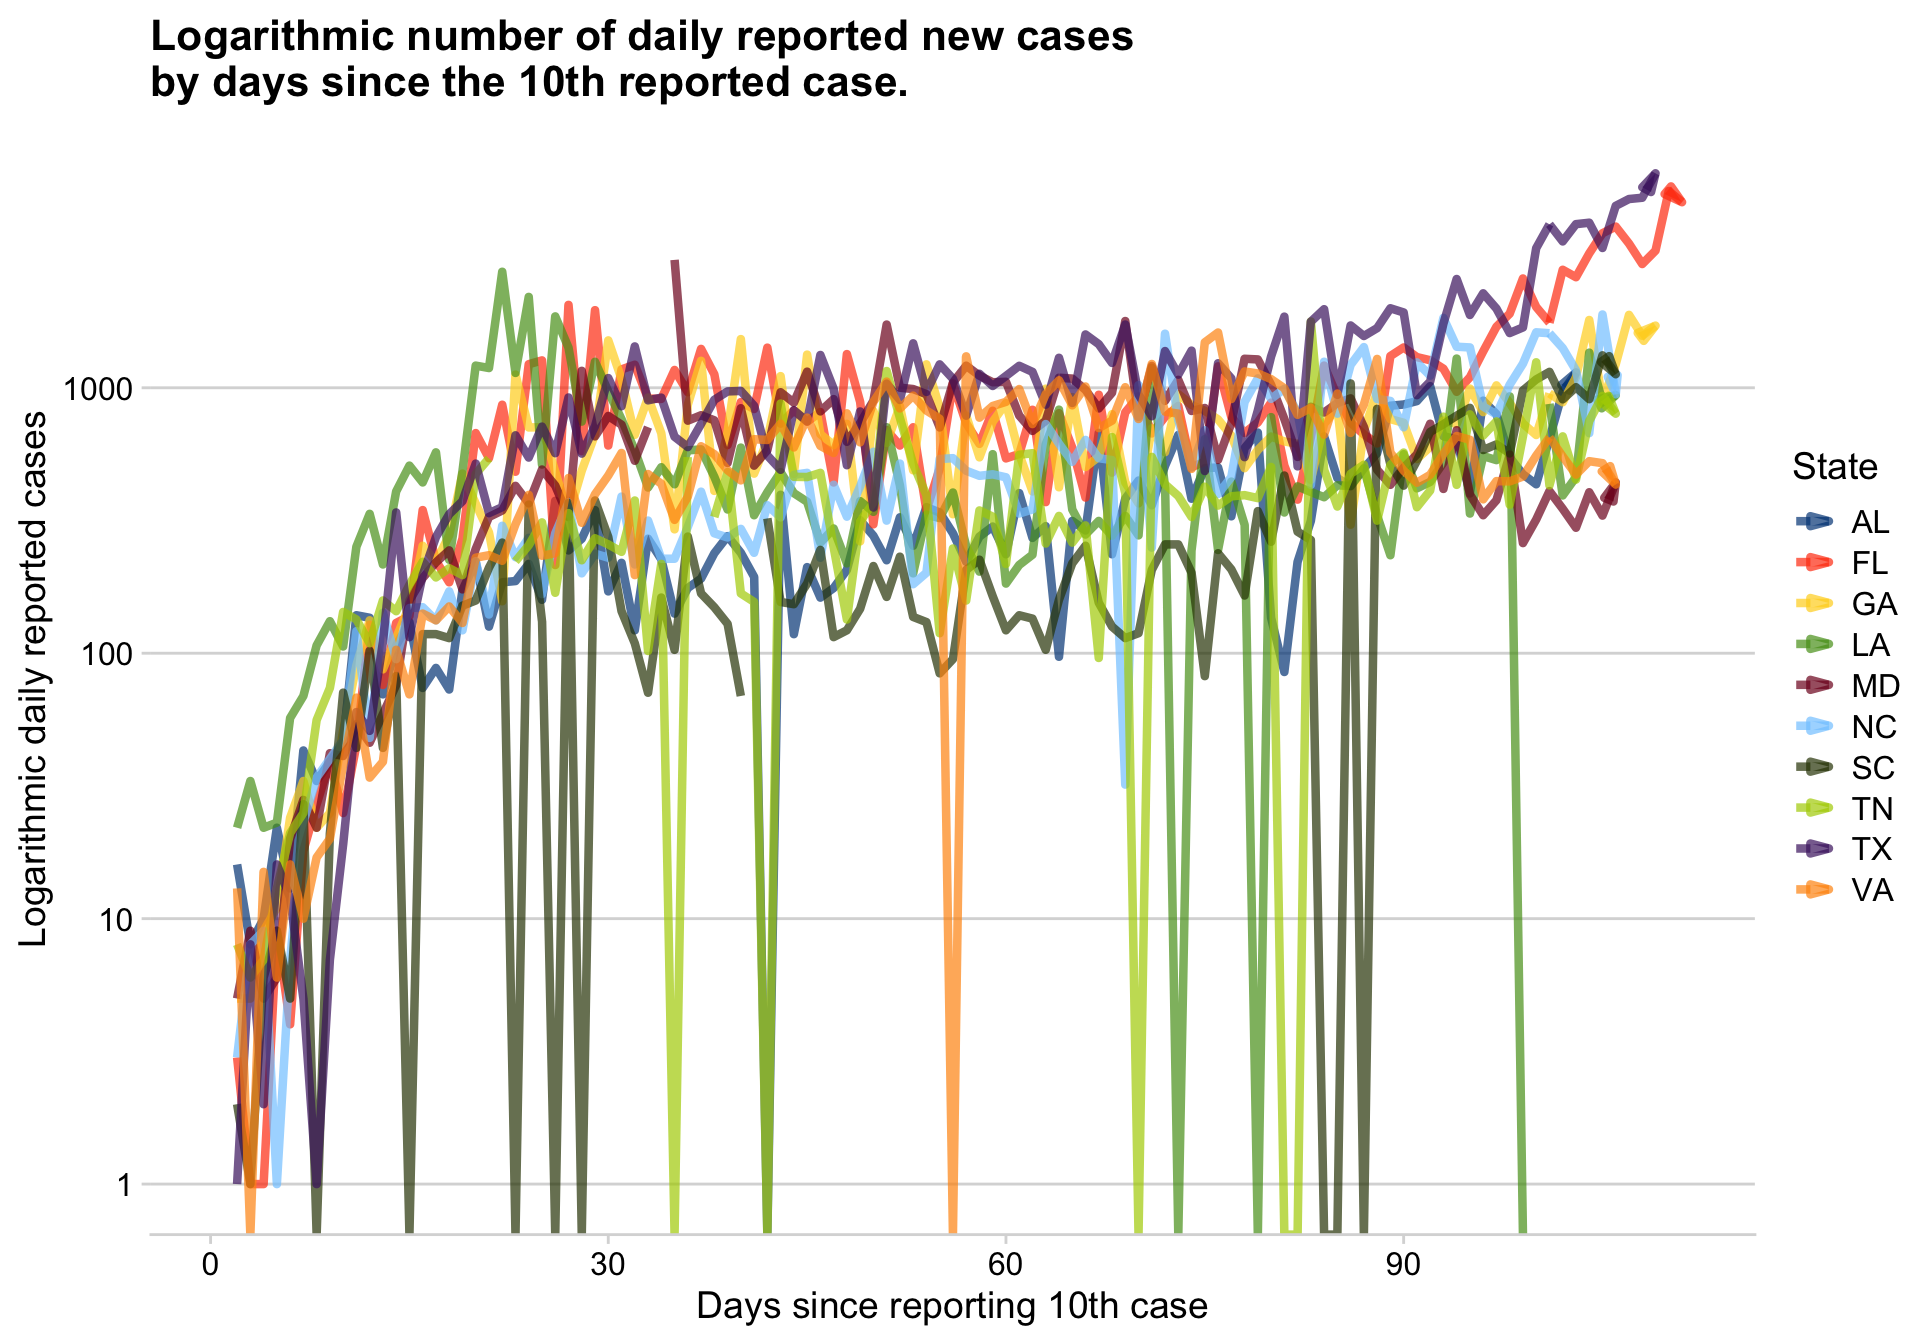 Logarithmic number of daily reported new cases
by days since the 10th reported case.
Logarithmic daily reported cases
1000
100
10
1
0
30
60
90
Days since reporting 10th case
State
AL
FL
GA
LA
MD
NC
SC
TN
TX
VA